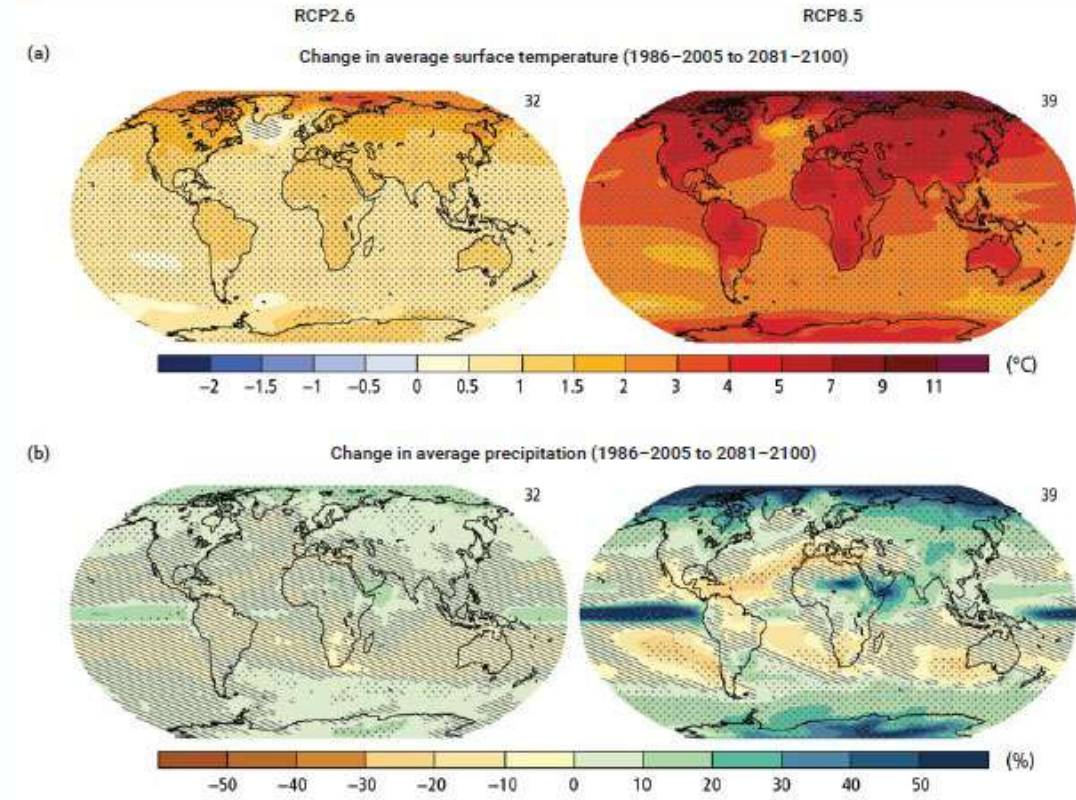 RCP2.6 RCP8.5
(a) Change in average surface temperature (1986–2005 to 2081–2100)
32 39
−2 −1.5 −1 −0.5 0 0.5 1 1.5 2 3 4 5 7 9 11 (°C)
(b) Change in average precipitation (1986–2005 to 2081–2100)
32 39
−50 −40 −30 −20 −10 0 10 20 30 40 50 (%)